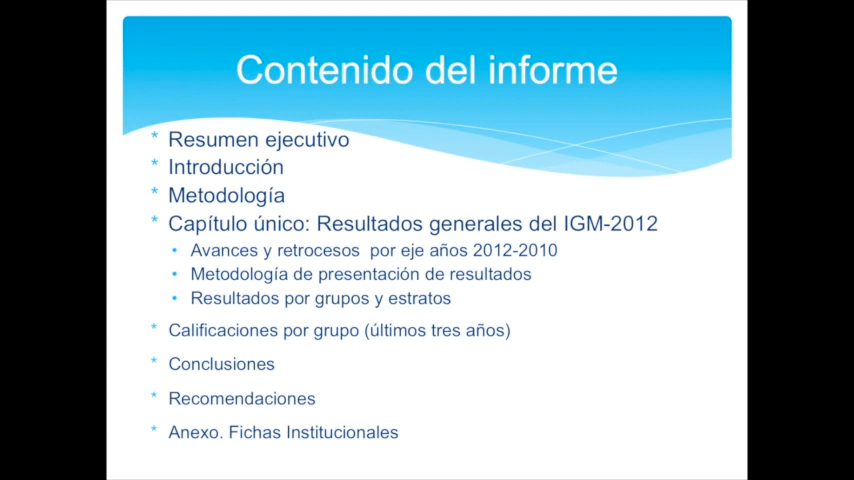 Contenido del informe
* Resumen ejecutivo
* Introducción
* Metodología
* Capítulo único: Resultados generales del IGM-2012
• Avances y retrocesos por eje años 2012-2010
• Metodología de presentación de resultados
• Resultados por grupos y estratos
* Calificaciones por grupo (últimos tres años)
* Conclusiones
* Recomendaciones
* Anexo. Fichas Institucionales